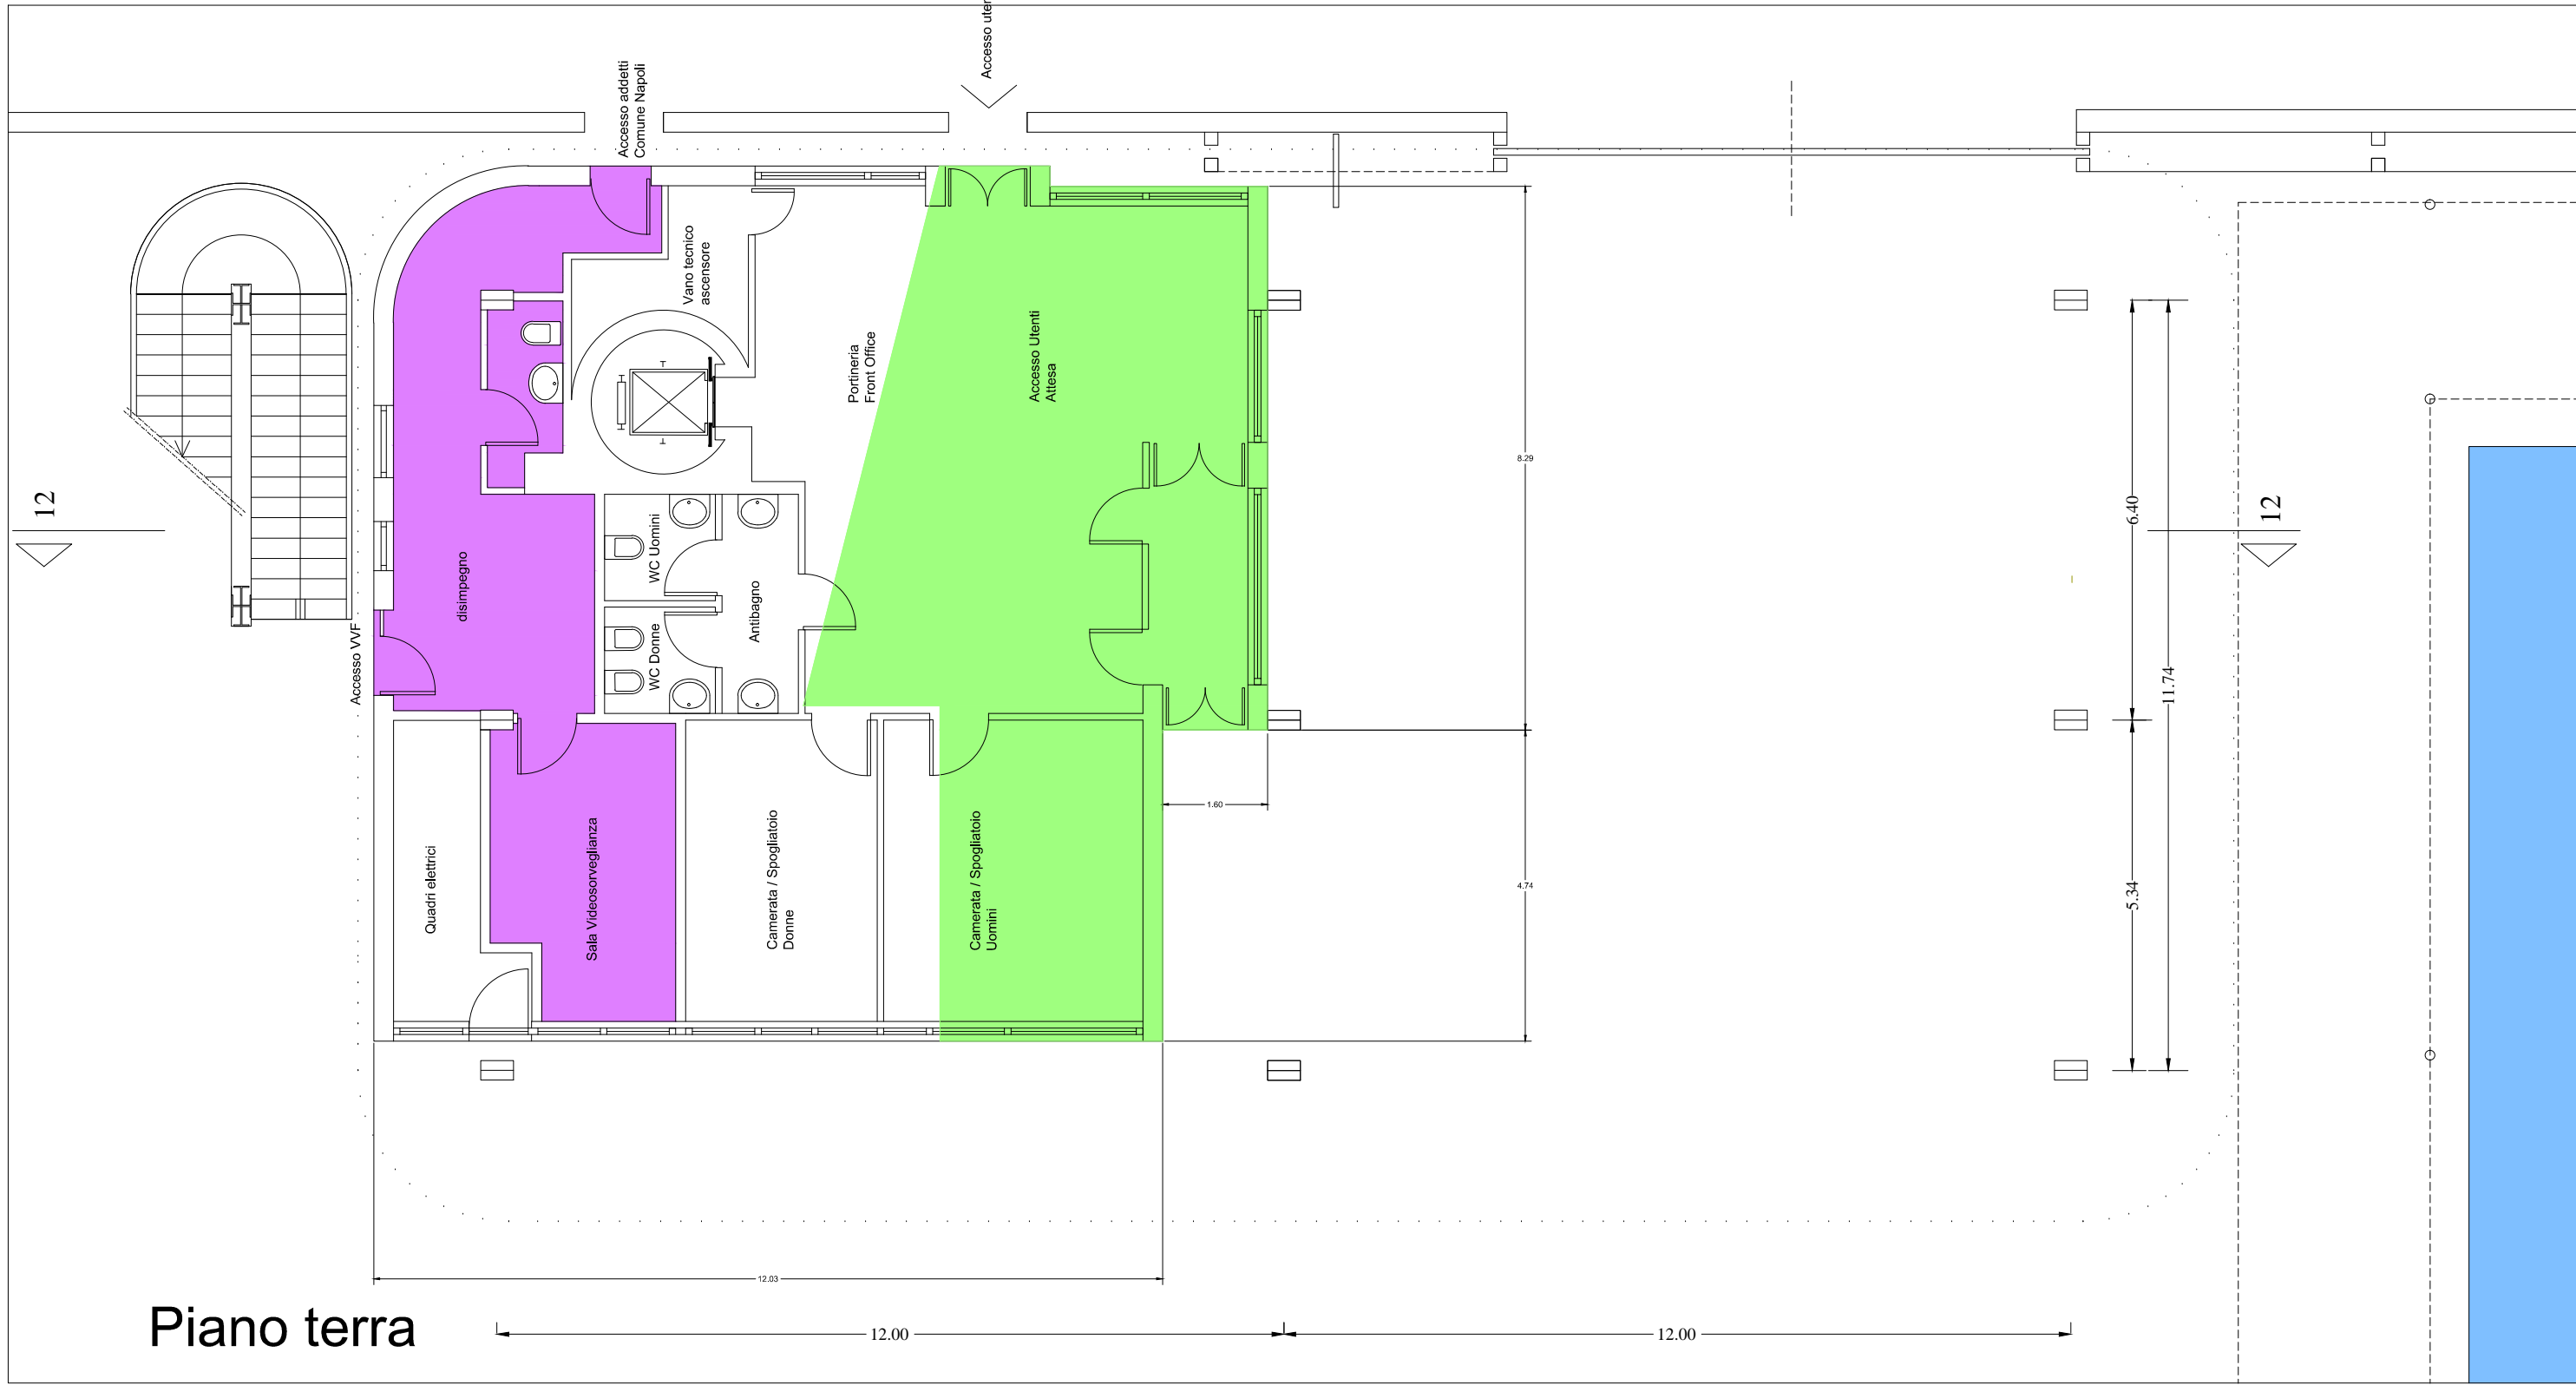 Accesso uten
Accesso addetti
Comune Napoli
Vano tecnico
ascensore
Portineria
Front Office
Accesso Utenti
Attesa
8.29
12
12
6.40
11.74
disimpegno
WC Uomini
WC Donne
Antibagno
Accesso VVF
1.60
Quadri elettrici
Sala Videosorveglianza
Camerata / Spogliatoio
Donne
Camerata / Spogliatoio
Uomini
4.74
5.34
12.03
Piano terra
12.00
12.00